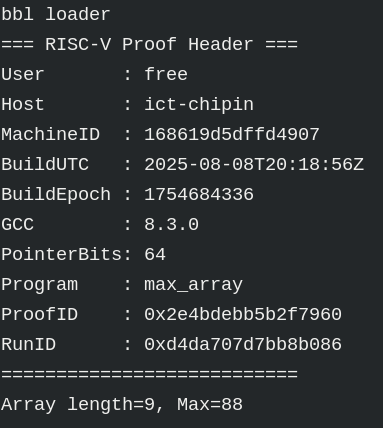 bbl loader
=== RISC-V Proof Header ===
User       : free
Host       : ict-chipin
MachineID  : 168619d5dffd4907
BuildUTC   : 2025-08-08T20:18:56Z
BuildEpoch : 1754684336
GCC        : 8.3.0
PointerBits: 64
Program    : max_array
ProofID    : 0x2e4bdebb5b2f7960
RunID      : 0xd4da707d7bb8b086
===========================
Array length=9, Max=88